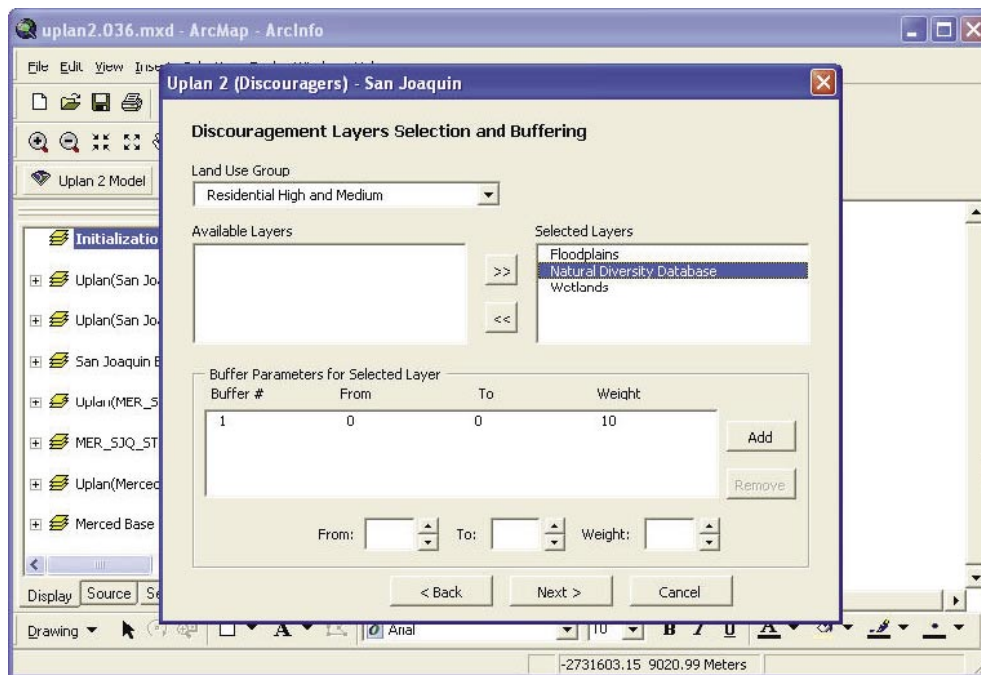 uplan2.036.mxd - ArcMap - ArcInfo
File Edit View
Uplan 2 (Discouragers) - San Joaquin
Uplan 2 Model
Discouragement Layers Selection and Buffering
Land Use Group
Residential High and Medium
Available Layers
Selected Layers
>>
<<
Floodplains
Natural Diversity Database
Wetlands
Initializatio
Uplan(San Joa
Uplan(San Joa
San Joaquin B
Uplan(MER_S
MER_SJQ_ST
Uplan(Merced
Merced Base
Buffer Parameters for Selected Layer
Buffer # From To Weight
1 0 0 10
Add
Remove
From: To: Weight:
< Back Next > Cancel
Display Source Se
Drawing A Arial 10 B I U A
-2731603.15 9020.99 Meters